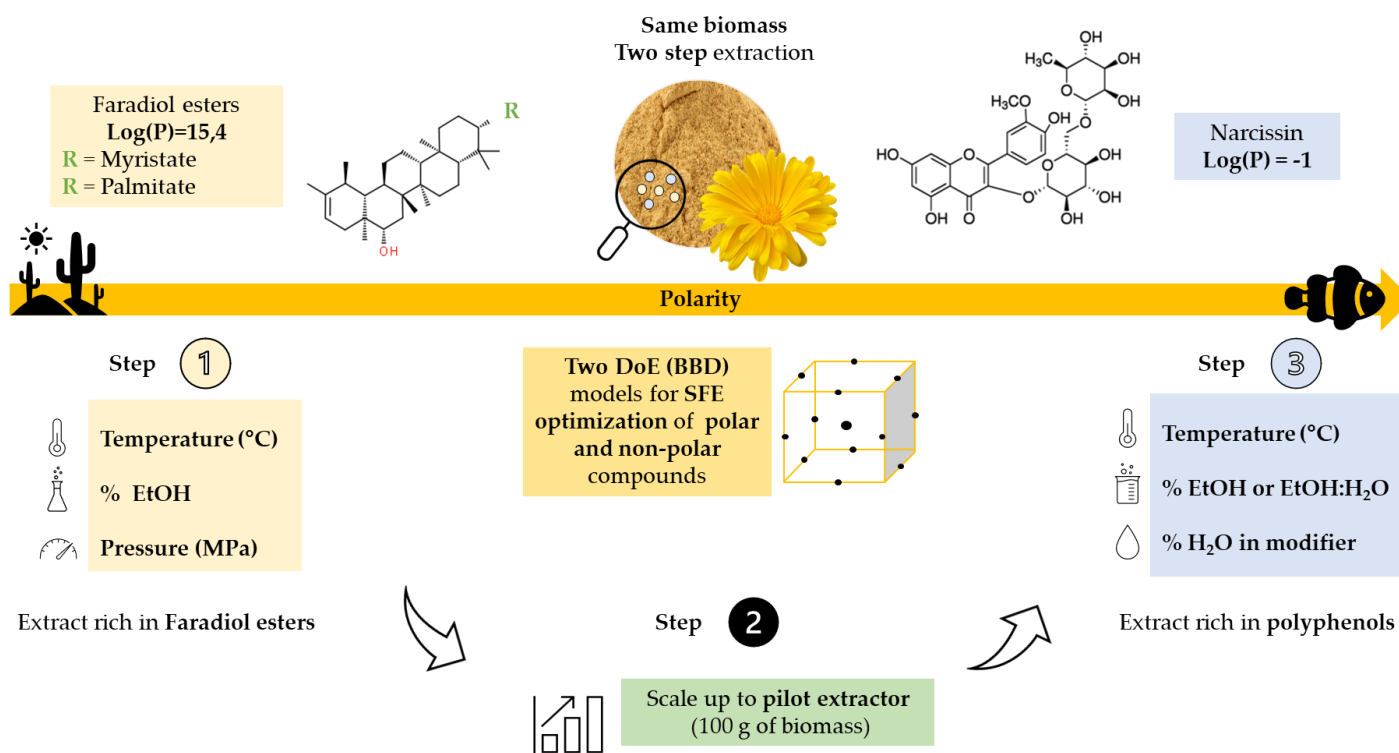 Same biomass
Two step extraction
Faradiol esters
Log(P)=15,4
R = Myristate
R = Palmitate
R
OH
OH
H₃C
OH
O
O
OH
OH
OCH₃
OH
O
HO
O
O
O
OH
OH
OH
O
OH
Narcissin
Log(P) = -1
Polarity
Step 1
Temperature (°C)
% EtOH
Pressure (MPa)
Extract rich in Faradiol esters
Two DoE (BBD)
models for SFE
optimization of polar
and non-polar
compounds
Step 2
Scale up to pilot extractor
(100 g of biomass)
Step 3
Temperature (°C)
% EtOH or EtOH:H₂O
% H₂O in modifier
Extract rich in polyphenols